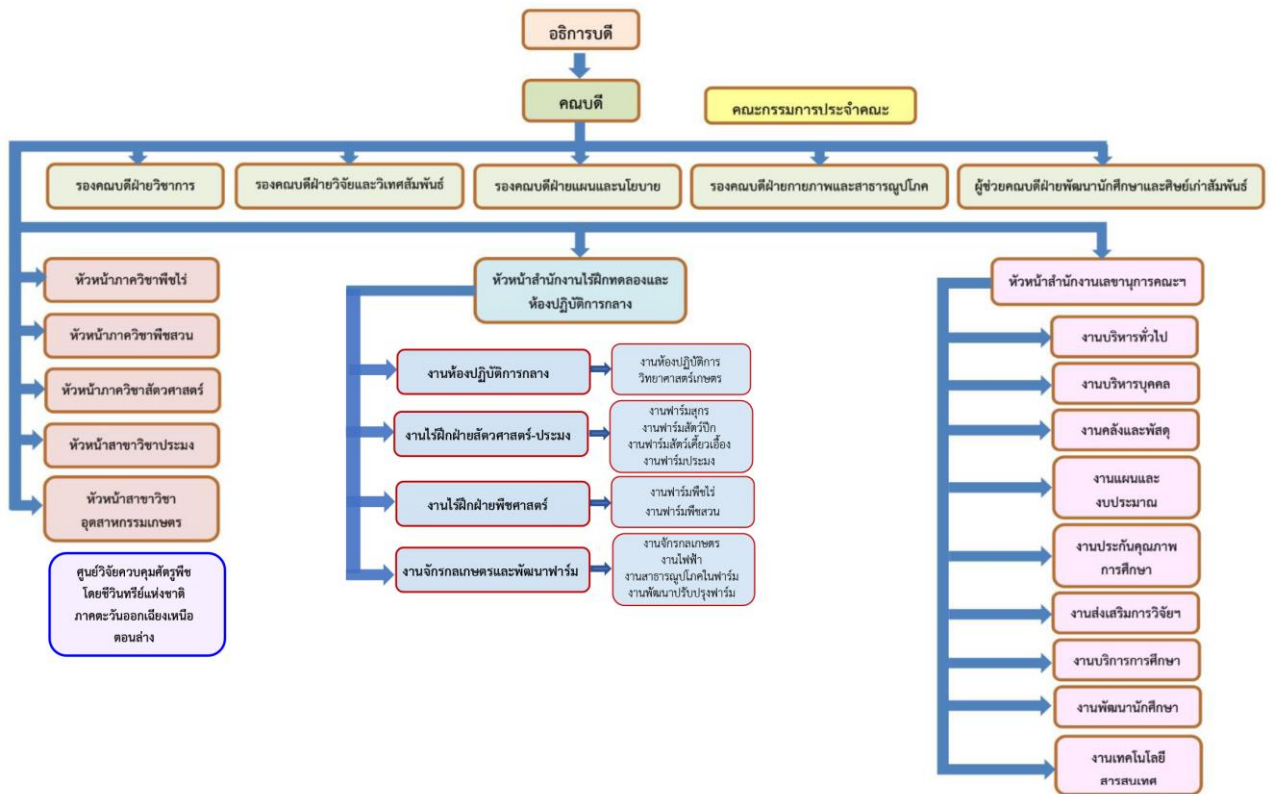 อธิการบดี
คณบดี
คณะกรรมการประจำคณะ
รองคณบดีฝ่ายวิชาการ
รองคณบดีฝ่ายวิจัยและวิเทศสัมพันธ์
รองคณบดีฝ่ายแผนและนโยบาย
รองคณบดีฝ่ายกายภาพและสาธารณูปโภค
ผู้ช่วยคณบดีฝ่ายพัฒนานักศึกษาและศิษย์เก่าสัมพันธ์
หัวหน้าภาควิชาพืชไร่
หัวหน้าภาควิชาพืชสวน
หัวหน้าภาควิชาสัตวศาสตร์
หัวหน้าสาขาวิชาประมง
หัวหน้าสาขาวิชา
อุตสาหกรรมเกษตร
ศูนย์วิจัยควบคุมศัตรูพืช
โดยชีวินทรีย์แห่งชาติ
ภาคตะวันออกเฉียงเหนือ
ตอนล่าง
หัวหน้าสำนักงานไร่ฝึกทดลองและ
ห้องปฏิบัติการกลาง
งานห้องปฏิบัติการกลาง
งานห้องปฏิบัติการ
วิทยาศาสตร์เกษตร
งานไร่ฝึกฝ่ายสัตวศาสตร์-ประมง
งานฟาร์มสุกร
งานฟาร์มสัตว์ปีก
งานฟาร์มสัตว์เคี้ยวเอื้อง
งานฟาร์มประมง
งานไร่ฝึกฝ่ายพืชศาสตร์
งานฟาร์มพืชไร่
งานฟาร์มพืชสวน
งานจักรกลเกษตรและพัฒนาฟาร์ม
งานจักรกลเกษตร
งานไฟฟ้า
งานสาธารณูปโภคในฟาร์ม
งานพัฒนาปรับปรุงฟาร์ม
หัวหน้าสำนักงานเลขานุการคณะฯ
งานบริหารทั่วไป
งานบริหารบุคคล
งานคลังและพัสดุ
งานแผนและ
งบประมาณ
งานประกันคุณภาพ
การศึกษา
งานส่งเสริมการวิจัยฯ
งานบริการการศึกษา
งานพัฒนานักศึกษา
งานเทคโนโลยี
สารสนเทศ